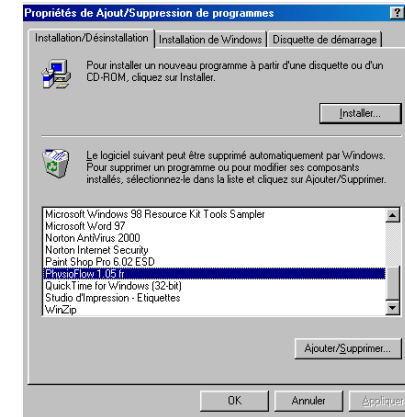 Propriétés de Ajout/Suppression de programmes
Installation/Désinstallation Installation de Windows Disquette de démarrage
Pour installer un nouveau programme à partir d'une disquette ou d'un
CD-ROM, cliquez sur Installer.
Installer...
Le logiciel suivant peut être supprimé automatiquement par Windows.
Pour supprimer un programme ou pour modifier ses composants
installés, sélectionnez-le dans la liste et cliquez sur Ajouter/Supprimer.
Microsoft Windows 98 Resource Kit Tools Sampler
Microsoft Word 97
Norton AntiVirus 2000
Norton Internet Security
Paint Shop Pro 6.02 ESD
PhysioFlow 1.05 fr
QuickTime for Windows (32-bit)
Studio d'Impression - Etiquettes
WinZip
Ajouter/Supprimer...
OK Annuler Appliquer